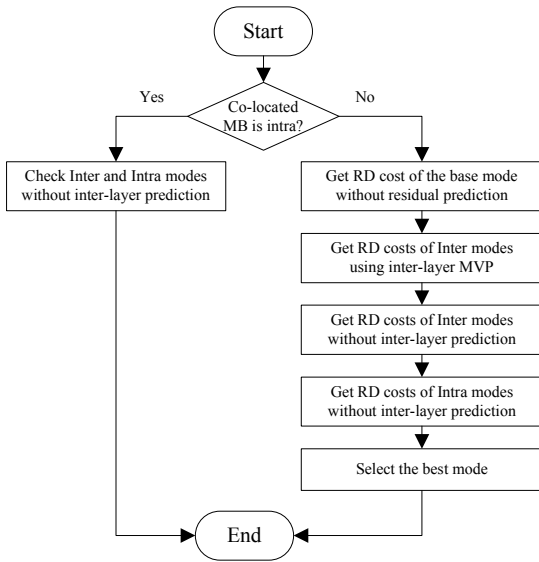 Start
Yes
Co-located
MB is intra?
No
Check Inter and Intra modes
without inter-layer prediction
Get RD cost of the base mode
without residual prediction
Get RD costs of Inter modes
using inter-layer MVP
Get RD costs of Inter modes
without inter-layer prediction
Get RD costs of Intra modes
without inter-layer prediction
Select the best mode
End